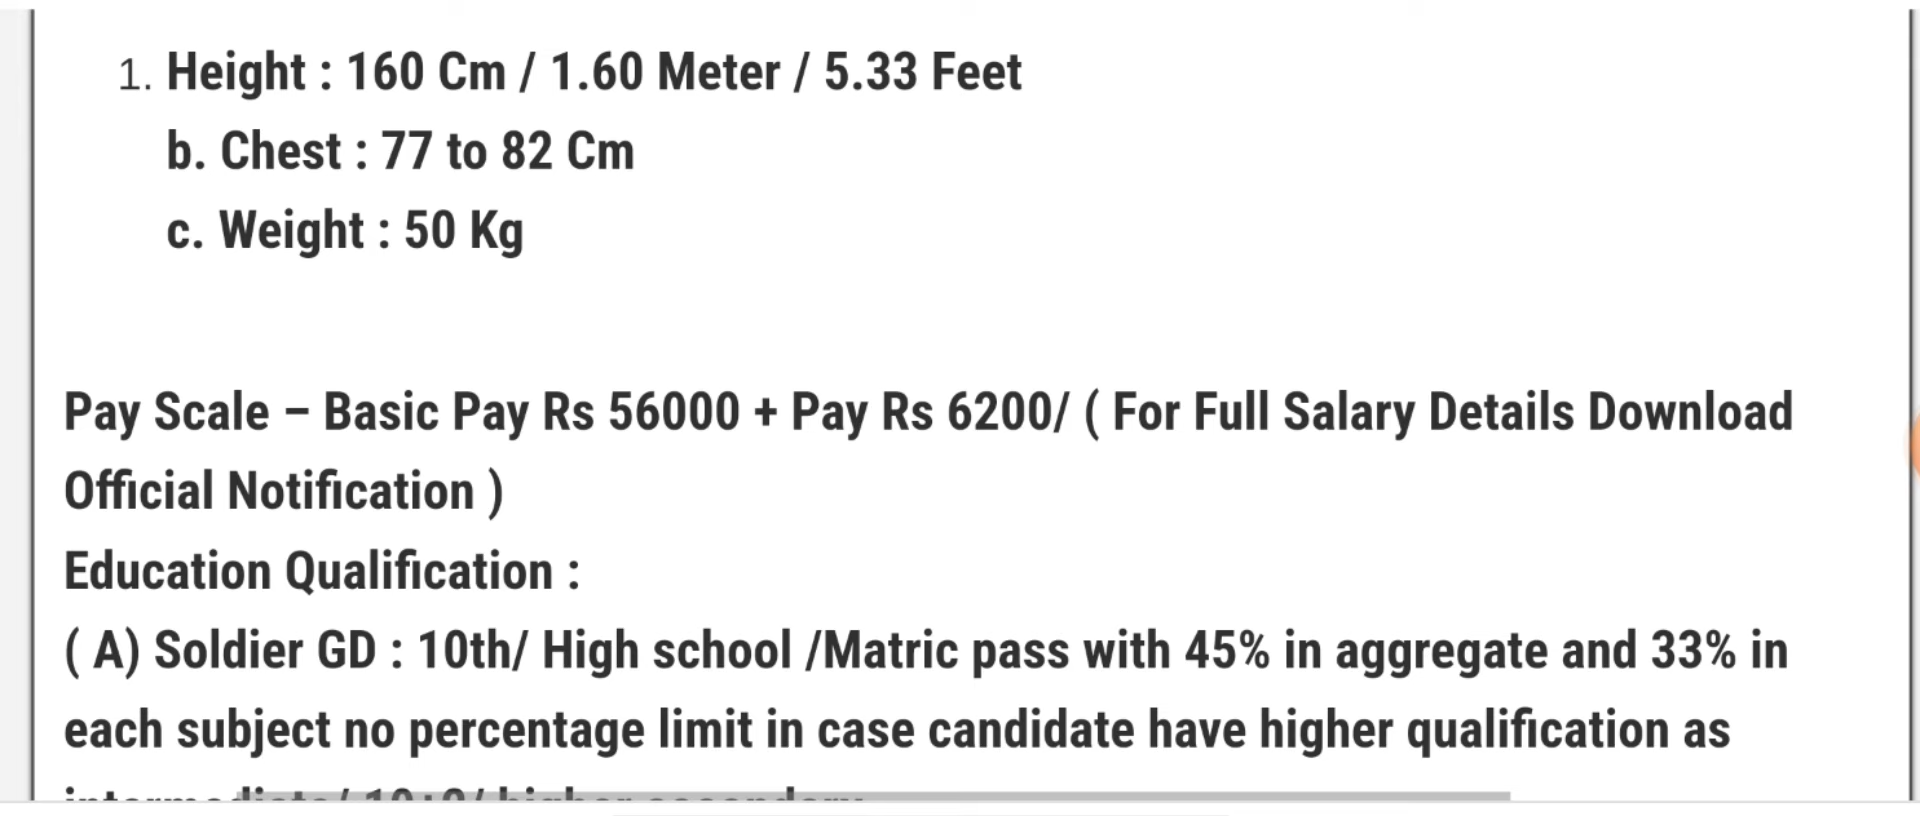 1. Height : 160 Cm / 1.60 Meter / 5.33 Feet
b. Chest : 77 to 82 Cm
c. Weight : 50 Kg
Pay Scale – Basic Pay Rs 56000 + Pay Rs 6200/ ( For Full Salary Details Download
Official Notification )
Education Qualification :
( A) Soldier GD : 10th/ High school /Matric pass with 45% in aggregate and 33% in
each subject no percentage limit in case candidate have higher qualification as